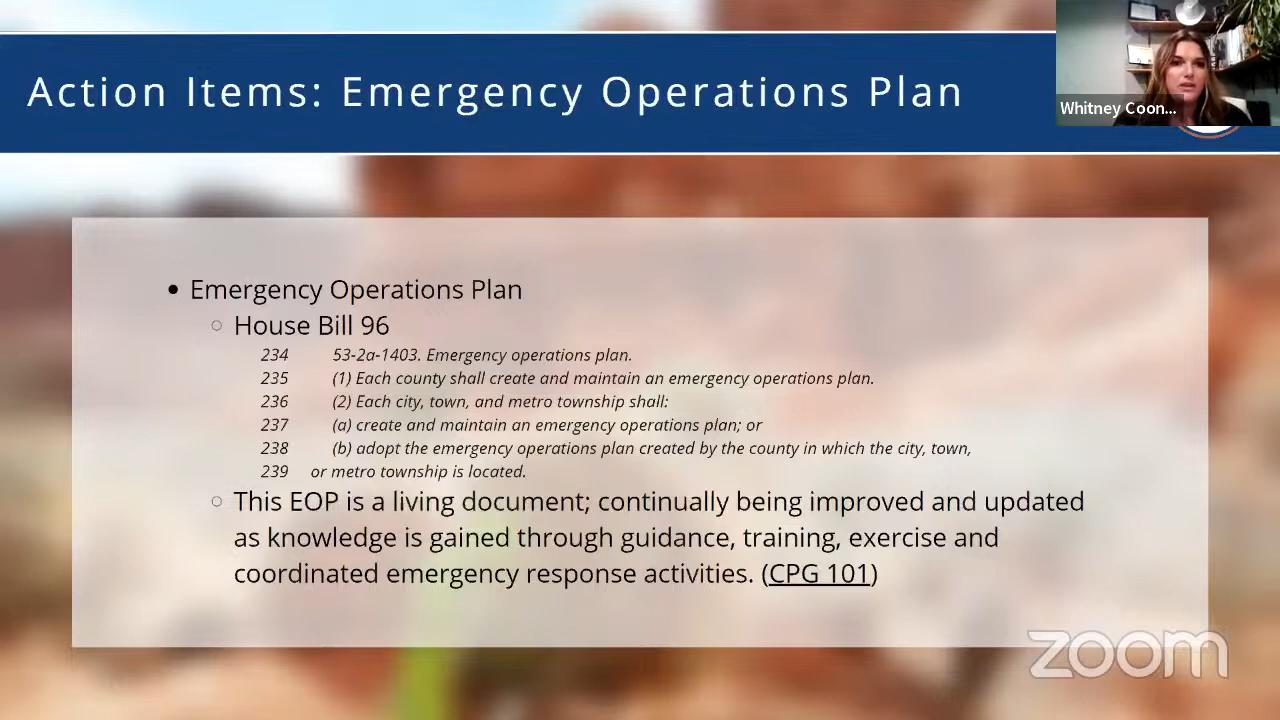 Action Items: Emergency Operations Plan
Whitney Coon...
• Emergency Operations Plan
○ House Bill 96
234 53-2a-1403. Emergency operations plan.
235 (1) Each county shall create and maintain an emergency operations plan.
236 (2) Each city, town, and metro township shall:
237 (a) create and maintain an emergency operations plan; or
238 (b) adopt the emergency operations plan created by the county in which the city, town,
239 or metro township is located.
○ This EOP is a living document; continually being improved and updated
as knowledge is gained through guidance, training, exercise and
coordinated emergency response activities. (CPG 101)
zoom